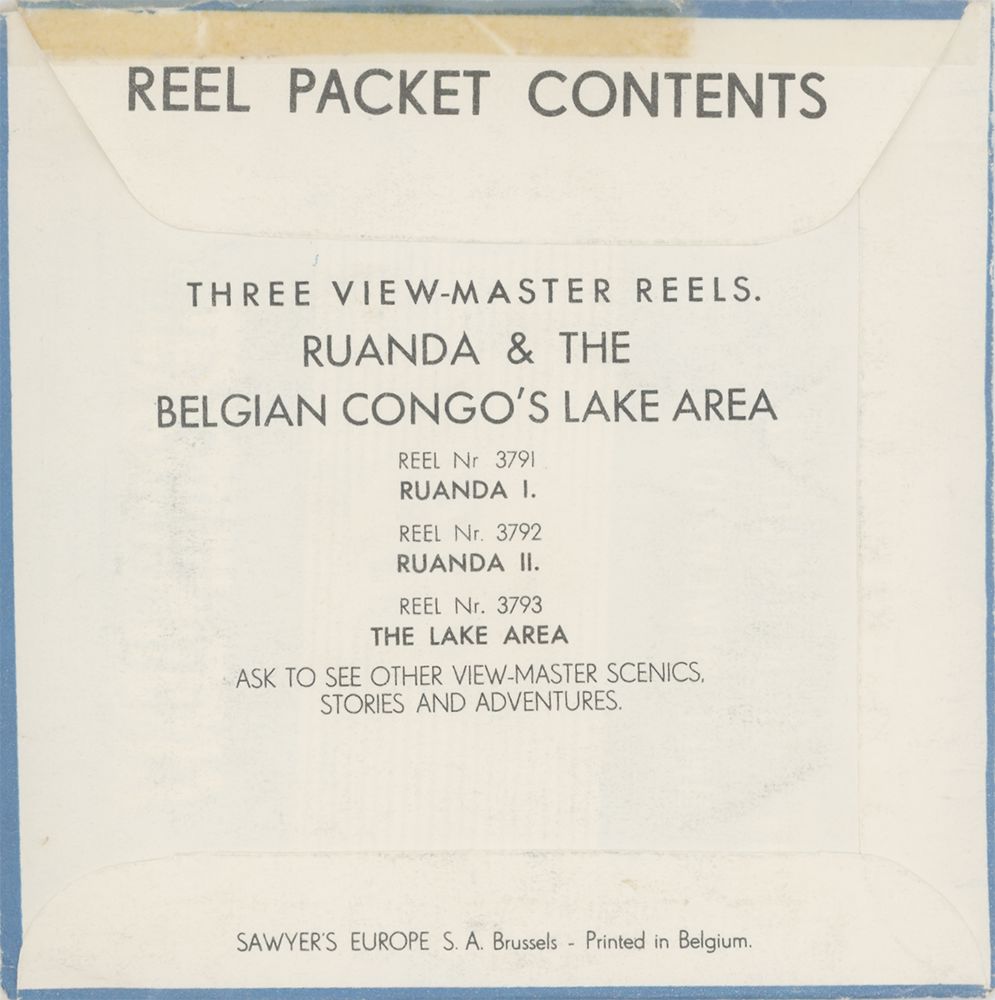 REEL PACKET CONTENTS
THREE VIEW-MASTER REELS.
RUANDA & THE
BELGIAN CONGO'S LAKE AREA
REEL Nr 3791
RUANDA I.
REEL Nr. 3792
RUANDA II.
REEL Nr. 3793
THE LAKE AREA
ASK TO SEE OTHER VIEW-MASTER SCENICS,
STORIES AND ADVENTURES.
SAWYER'S EUROPE S. A. Brussels - Printed in Belgium.